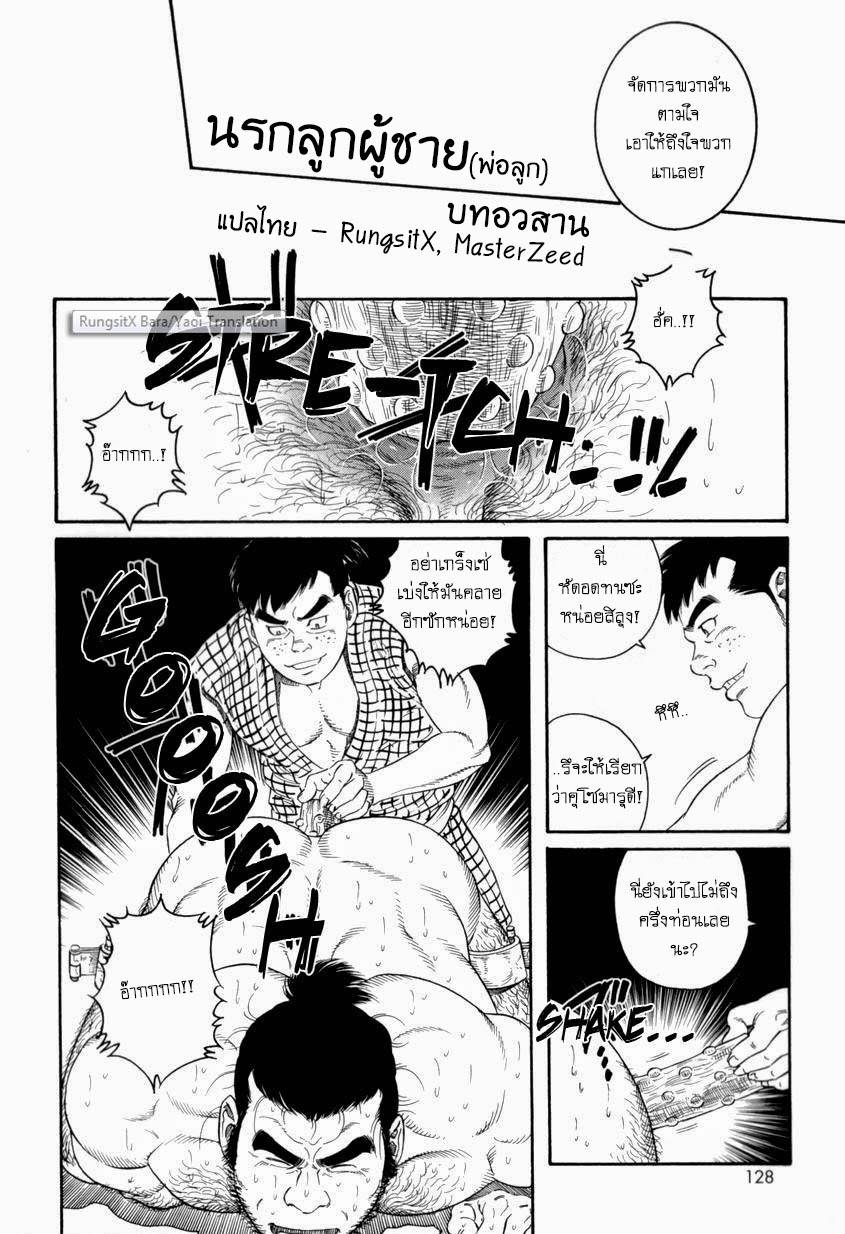 จัดการพวกมัน
ตามใจ
เอาให้ถึงใจพวก
แกเลย!
นรกลูกผู้ชาย(พ่อลูก)
บทอวสาน
แปลไทย – RungsitX, MasterZeed
RungsitX Bara/Yaoi Translation
ฮั่ค..!!
STRE-TCH..!!
อ๊ากกก..!
นี่
หัดอดทนซะ
หน่อยสิลุง!
หึหึ..
..รึจะให้เรียก
ว่าคุโซมารุดี!
อย่าเกร็งเซ่
เบ่งให้มันคลาย
อีกซักหน่อย!
GOOOSH
อ๊ากกกก!!
นี่ยังเข้าไปไม่ถึง
ครึ่งท่อนเลย
นะ?
SHAKE...
128